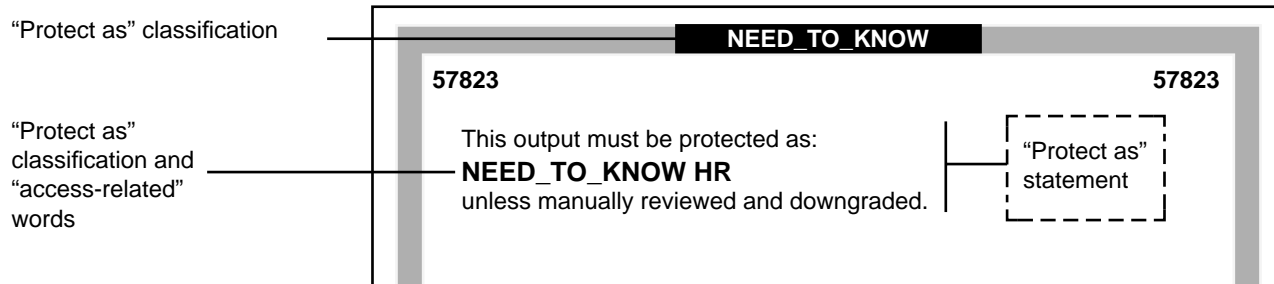 “Protect as” classification
NEED_TO_KNOW
57823
57823
“Protect as”
classification and
“access-related”
words
This output must be protected as:
NEED_TO_KNOW HR
unless manually reviewed and downgraded.
“Protect as”
statement